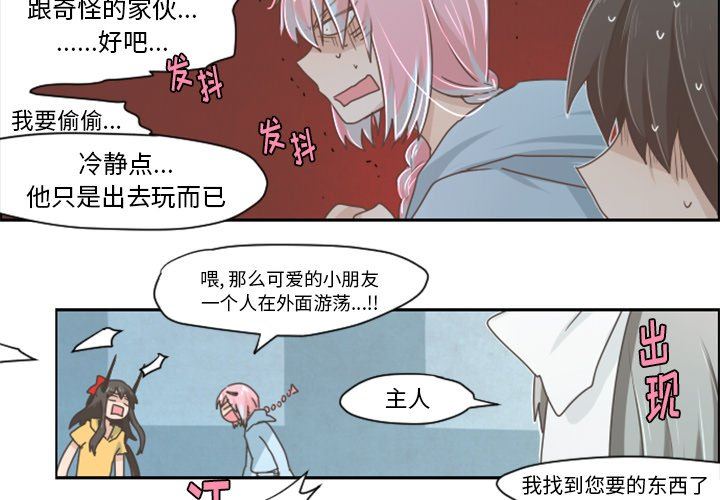 跟奇怪的家伙...
......好吧...
发抖
我要偷偷...
发抖
冷静点...
他只是出去玩而已
喂, 那么可爱的小朋友
一个人在外面游荡...!!
出现
主人
我找到您要的东西了